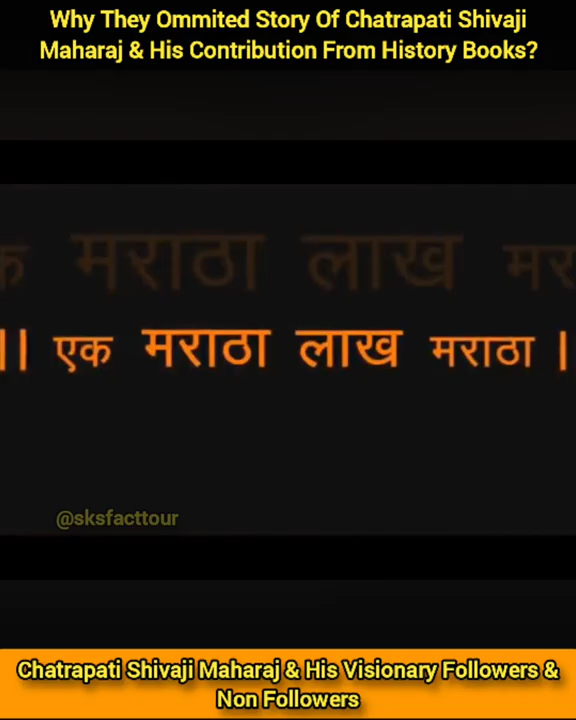 Why They Ommited Story Of Chatrapati Shivaji
Maharaj & His Contribution From History Books?
क मराठा लाख मर
|| एक मराठा लाख मराठा |
@sksfacttour
Chatrapati Shivaji Maharaj & His Visionary Followers &
Non Followers